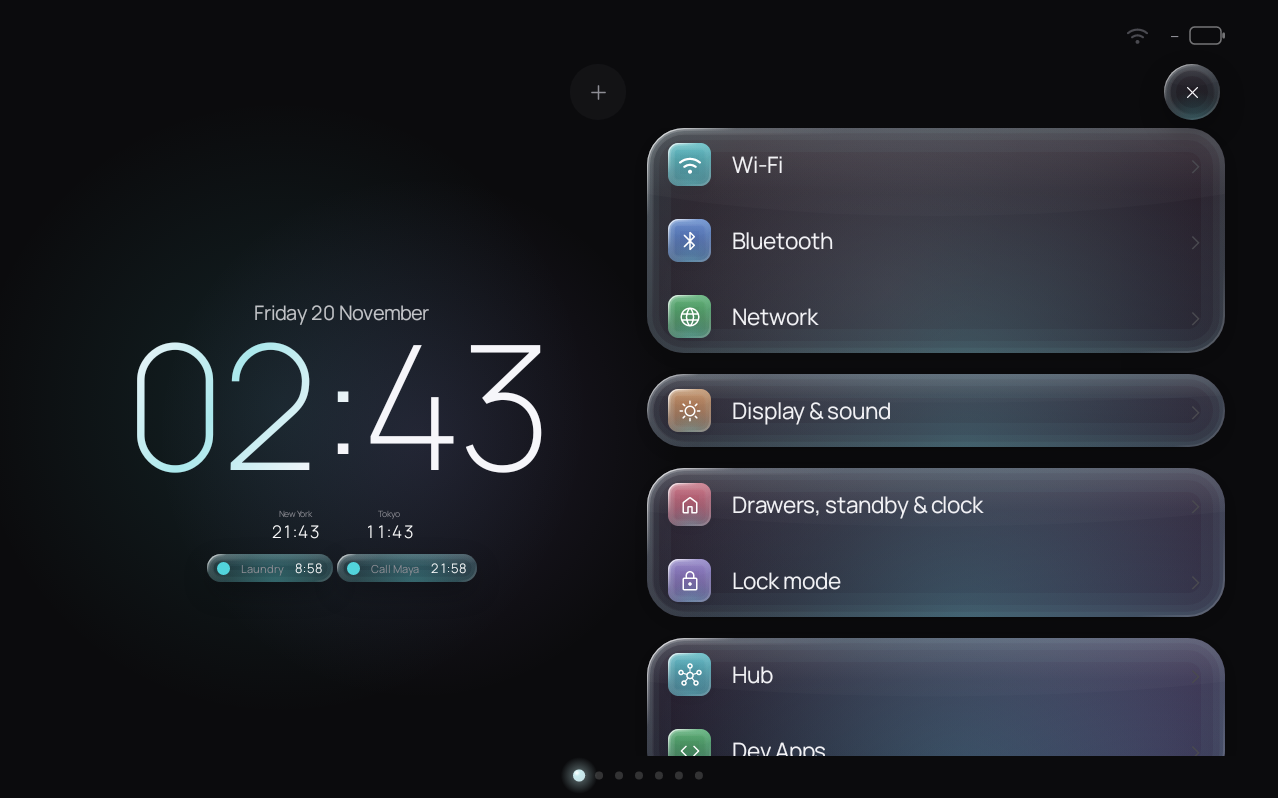 Friday 20 November
02:43
New York
21:43
Tokyo
11:43
Laundry 8:58
Call Maya 21:58
Wi-Fi
Bluetooth
Network
Display & sound
Drawers, standby & clock
Lock mode
Hub
Dev Apps